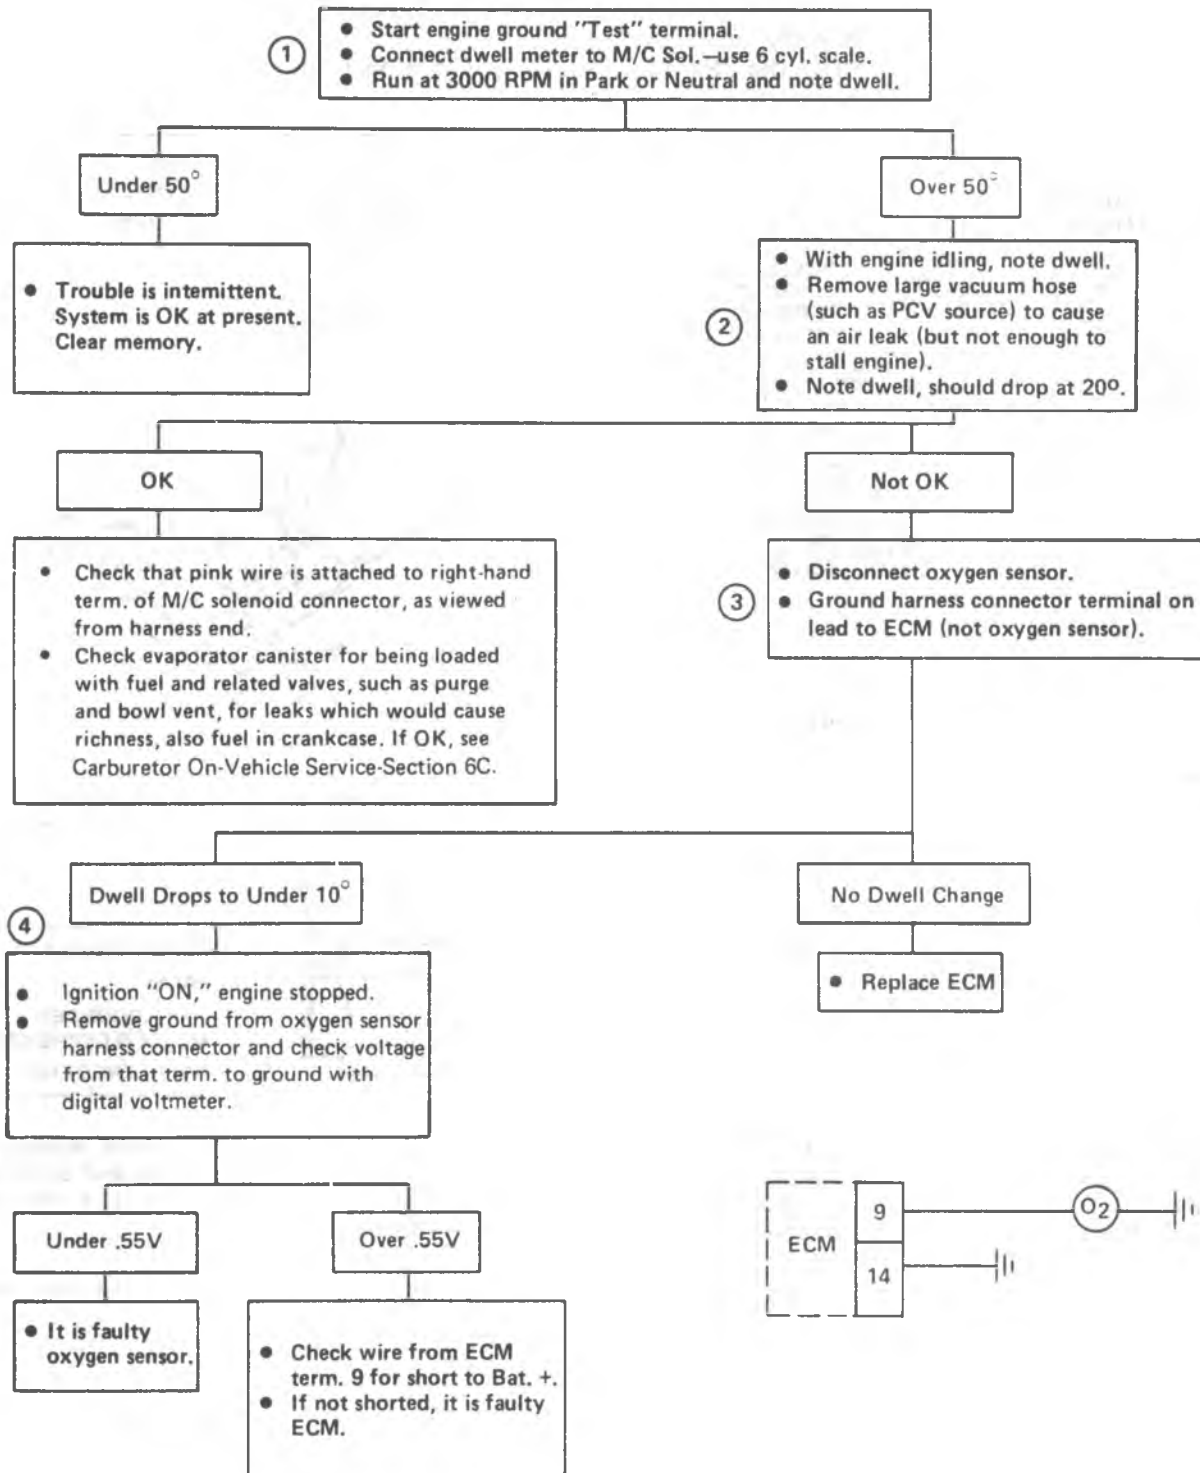 1
● Start engine ground "Test" terminal.
● Connect dwell meter to M/C Sol.—use 6 cyl. scale.
● Run at 3000 RPM in Park or Neutral and note dwell.
Under 50°
Over 50°
● Trouble is intemittent.
System is OK at present.
Clear memory.
2
● With engine idling, note dwell.
● Remove large vacuum hose
(such as PCV source) to cause
an air leak (but not enough to
stall engine).
● Note dwell, should drop at 20º.
OK
Not OK
● Check that pink wire is attached to right-hand
term. of M/C solenoid connector, as viewed
from harness end.
● Check evaporator canister for being loaded
with fuel and related valves, such as purge
and bowl vent, for leaks which would cause
richness, also fuel in crankcase. If OK, see
Carburetor On-Vehicle Service-Section 6C.
3
● Disconnect oxygen sensor.
● Ground harness connector terminal on
lead to ECM (not oxygen sensor).
Dwell Drops to Under 10°
No Dwell Change
4
● Ignition "ON," engine stopped.
● Remove ground from oxygen sensor
harness connector and check voltage
from that term. to ground with
digital voltmeter.
● Replace ECM
Under .55V
Over .55V
● It is faulty
oxygen sensor.
● Check wire from ECM
term. 9 for short to Bat. +.
● If not shorted, it is faulty
ECM.
ECM
9
14
O2